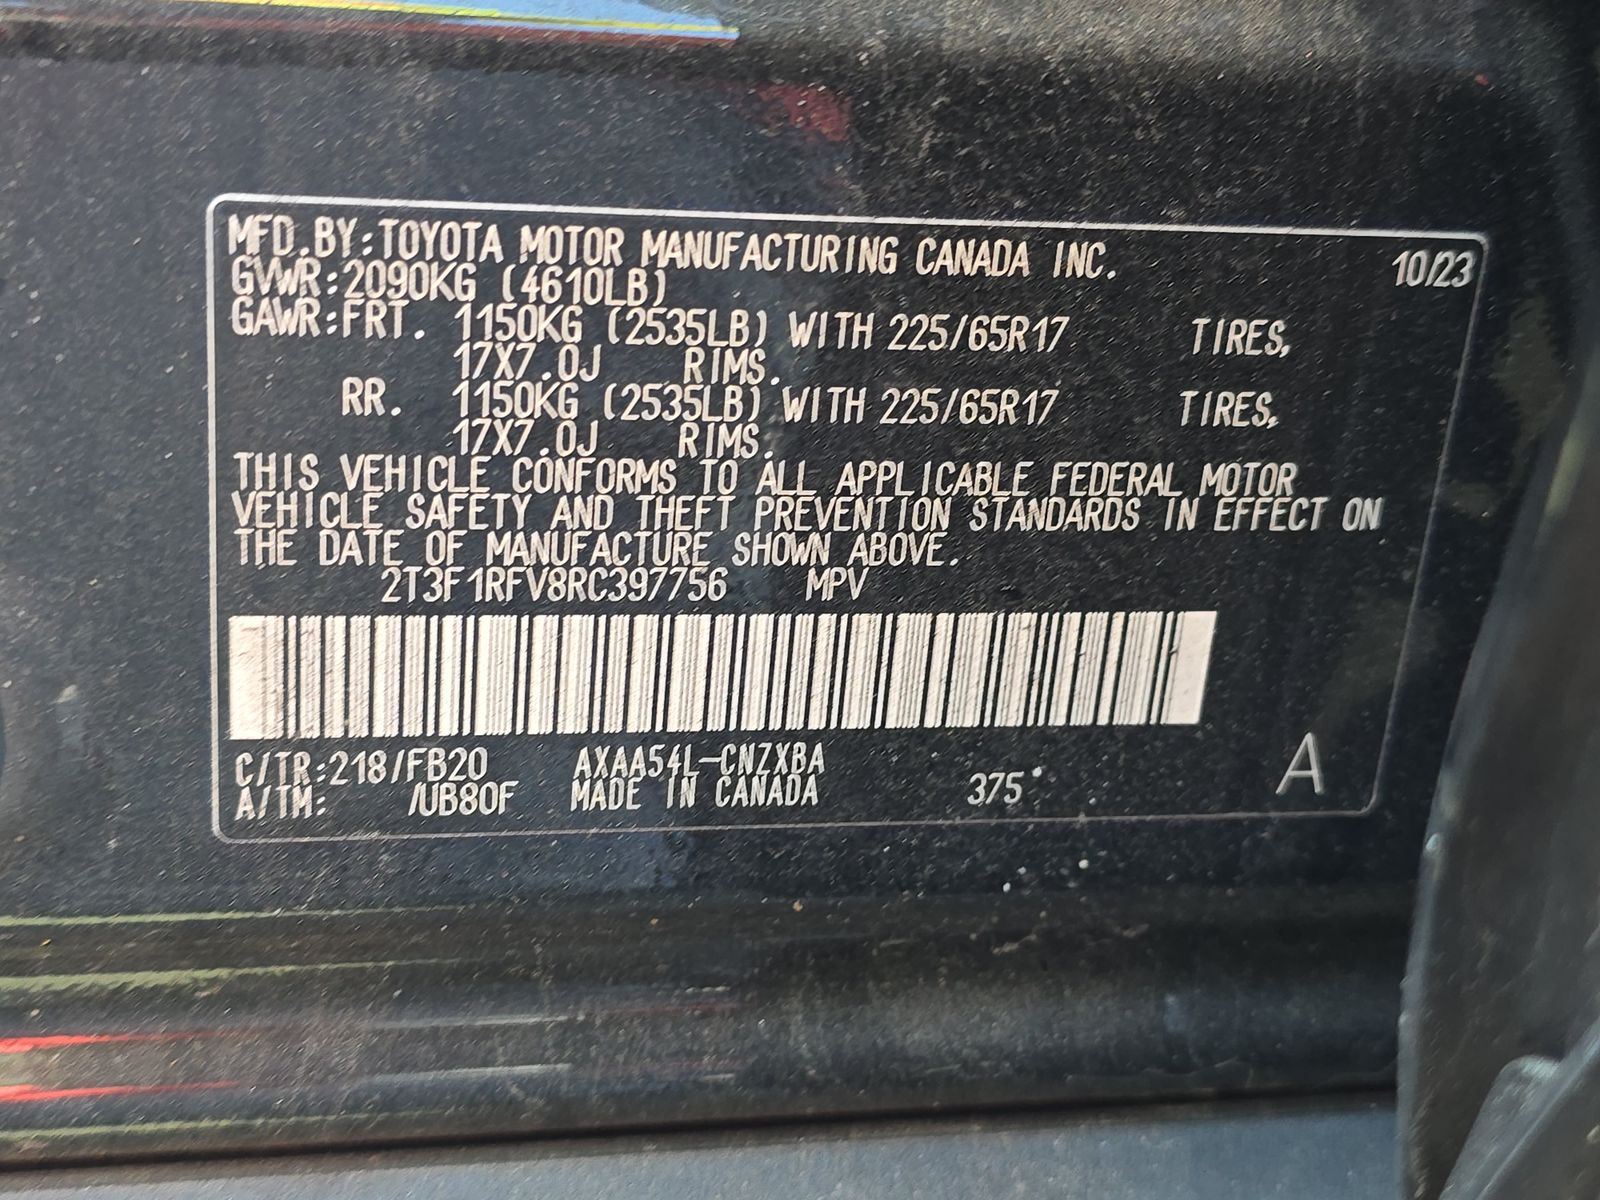 MFD.BY:TOYOTA MOTOR MANUFACTURING CANADA INC. 10/23
GVWR:2090KG (4610LB)
GAWR:FRT. 1150KG (2535LB) WITH 225/65R17 TIRES,
17X7.0J RIMS.
RR. 1150KG (2535LB) WITH 225/65R17 TIRES,
17X7.0J RIMS.
THIS VEHICLE CONFORMS TO ALL APPLICABLE FEDERAL MOTOR
VEHICLE SAFETY AND THEFT PREVENTION STANDARDS IN EFFECT ON
THE DATE OF MANUFACTURE SHOWN ABOVE.
2T3F1RFV8RC397756 MPV
C/TR:218/FB20 AXAA54L-CNZXBA
A/TM: /UB80F MADE IN CANADA 375 A